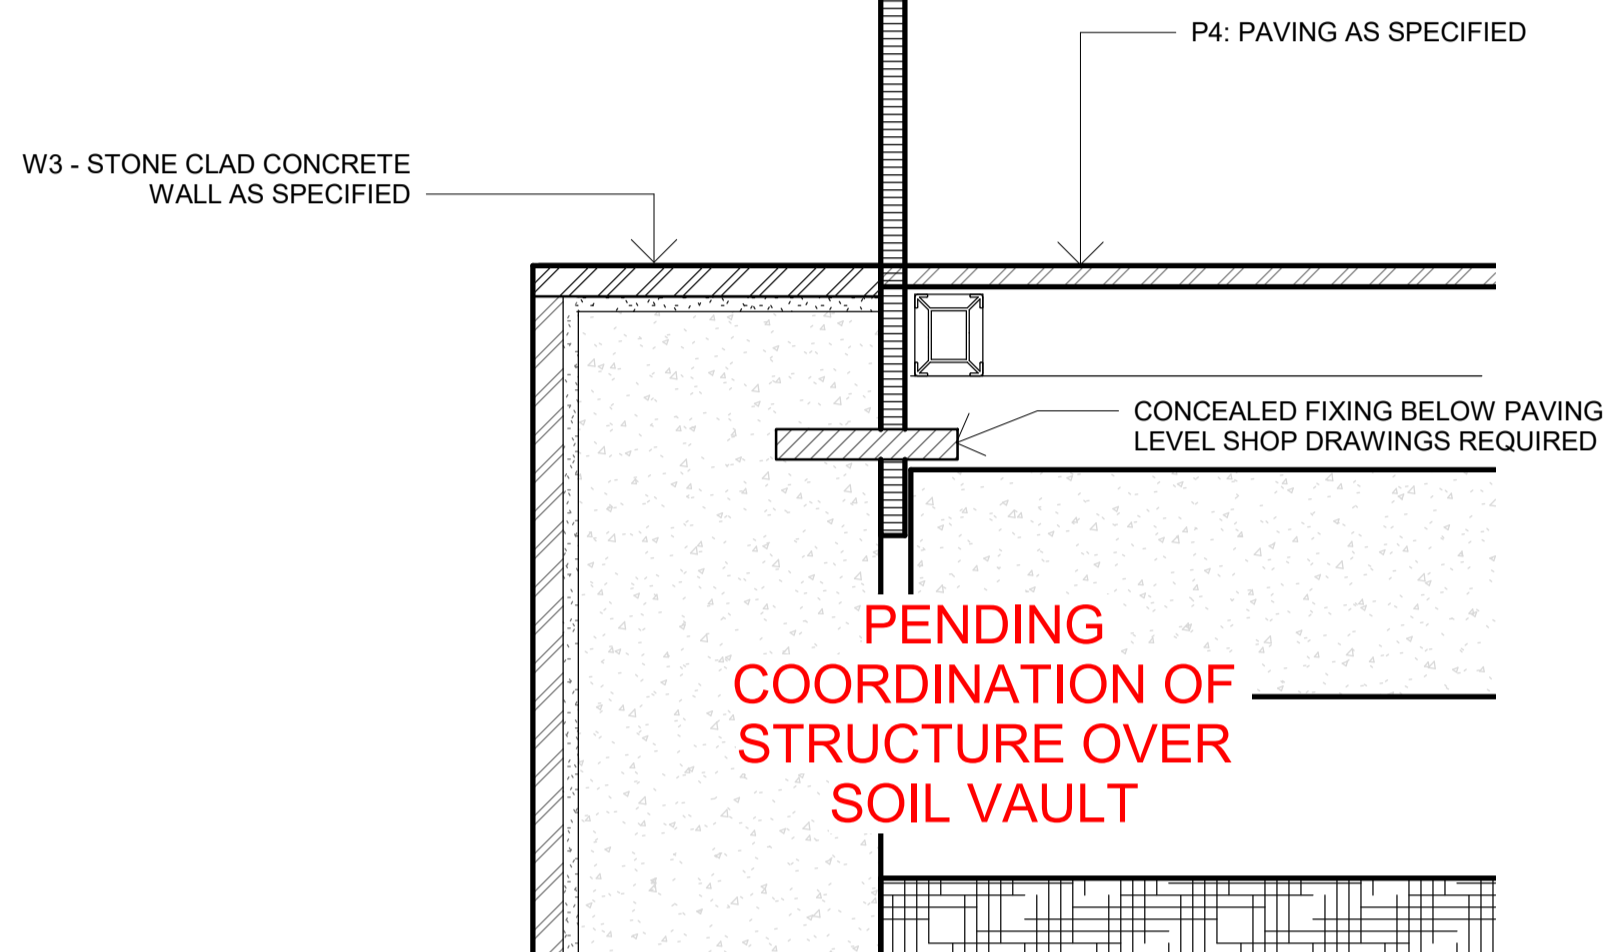 P4: PAVING AS SPECIFIED
W3 - STONE CLAD CONCRETE
WALL AS SPECIFIED
CONCEALED FIXING BELOW PAVING
LEVEL SHOP DRAWINGS REQUIRED
PENDING
COORDINATION OF
STRUCTURE OVER
SOIL VAULT